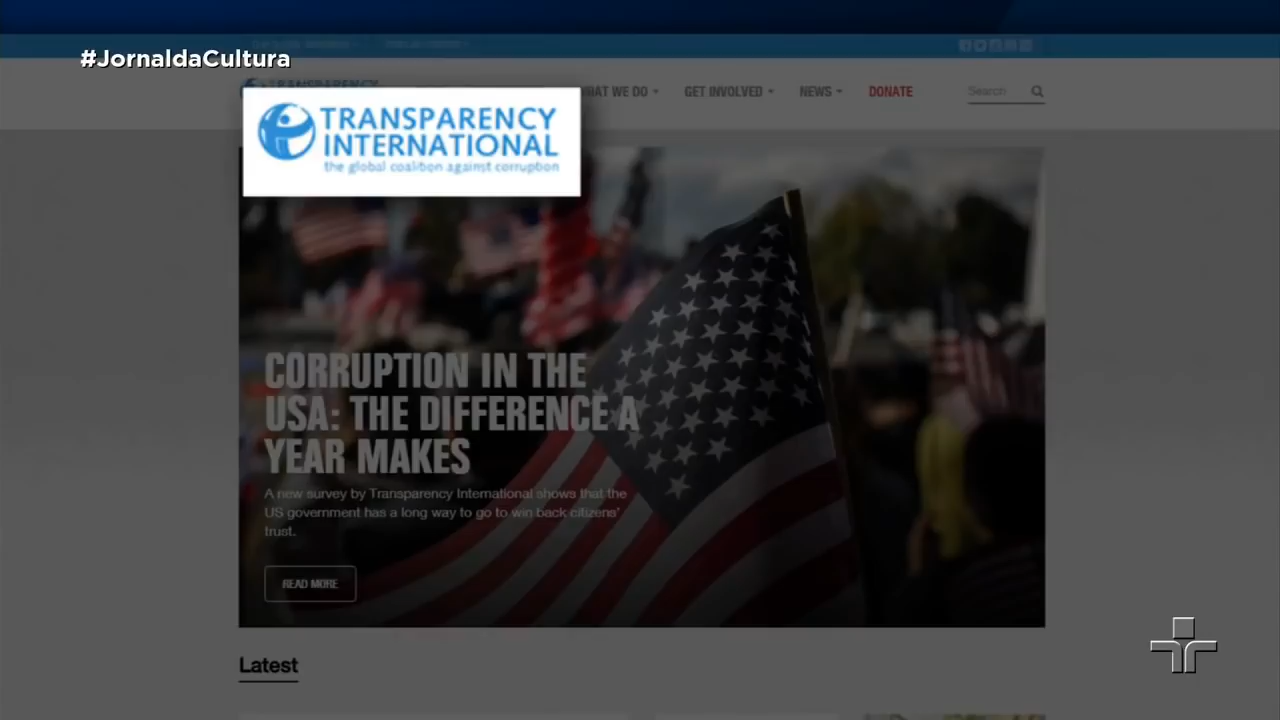 #JornaldaCultura
WHAT WE DO
GET INVOLVED
NEWS
DONATE
Search
TRANSPARENCY
INTERNATIONAL
the global coalition against corruption
CORRUPTION IN THE
USA: THE DIFFERENCE A
YEAR MAKES
A new survey by Transparency International shows that the
US government has a long way to go to win back citizens'
trust.
READ MORE
Latest